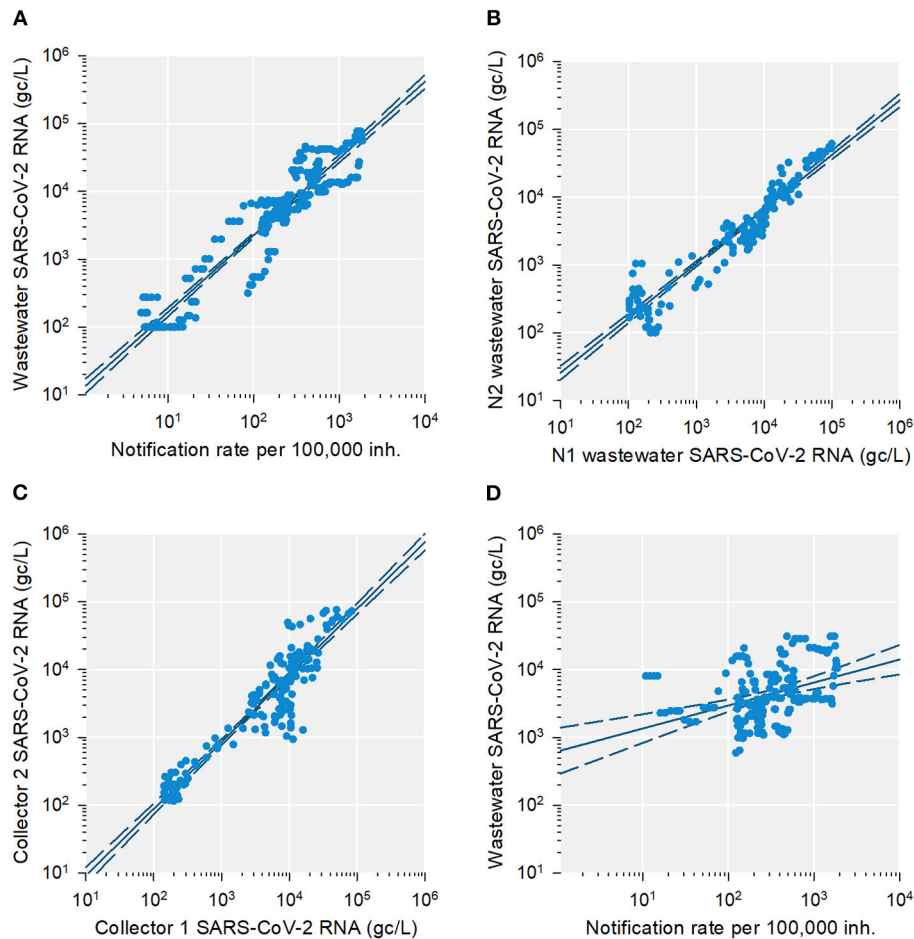 A
Wastewater SARS-CoV-2 RNA (gc/L)
10⁶
10⁵
10⁴
10³
10²
10¹
10¹ 10² 10³ 10⁴
Notification rate per 100,000 inh.
B
N2 wastewater SARS-CoV-2 RNA (gc/L)
10⁶
10⁵
10⁴
10³
10²
10¹
10¹ 10² 10³ 10⁴ 10⁵ 10⁶
N1 wastewater SARS-CoV-2 RNA (gc/L)
C
Collector 2 SARS-CoV-2 RNA (gc/L)
10⁶
10⁵
10⁴
10³
10²
10¹
10¹ 10² 10³ 10⁴ 10⁵ 10⁶
Collector 1 SARS-CoV-2 RNA (gc/L)
D
Wastewater SARS-CoV-2 RNA (gc/L)
10⁶
10⁵
10⁴
10³
10²
10¹
10¹ 10² 10³ 10⁴
Notification rate per 100,000 inh.